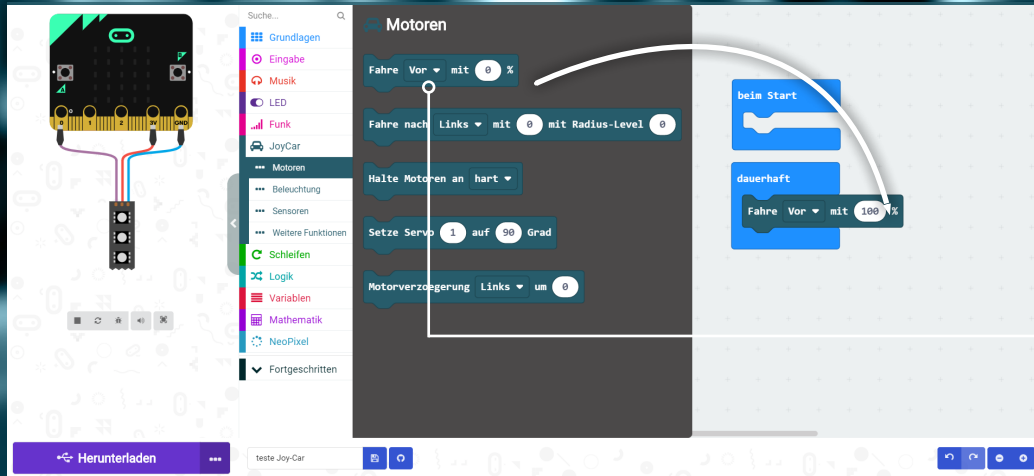 0
0
1
2
3V
GND
Herunterladen
Suche...
Grundlagen
Eingabe
Musik
LED
Funk
JoyCar
Motoren
Beleuchtung
Sensoren
Weitere Funktionen
Schleifen
Logik
Variablen
Mathematik
NeoPixel
Fortgeschritten
Motoren
Fahre Vor mit 0 %
Fahre nach Links mit 0 mit Radius-Level 0
Halte Motoren an hart
Setze Servo 1 auf 90 Grad
Motorverzoegerung Links um 0
beim Start
dauerhaft
Fahre Vor mit 100 %
teste Joy-Car